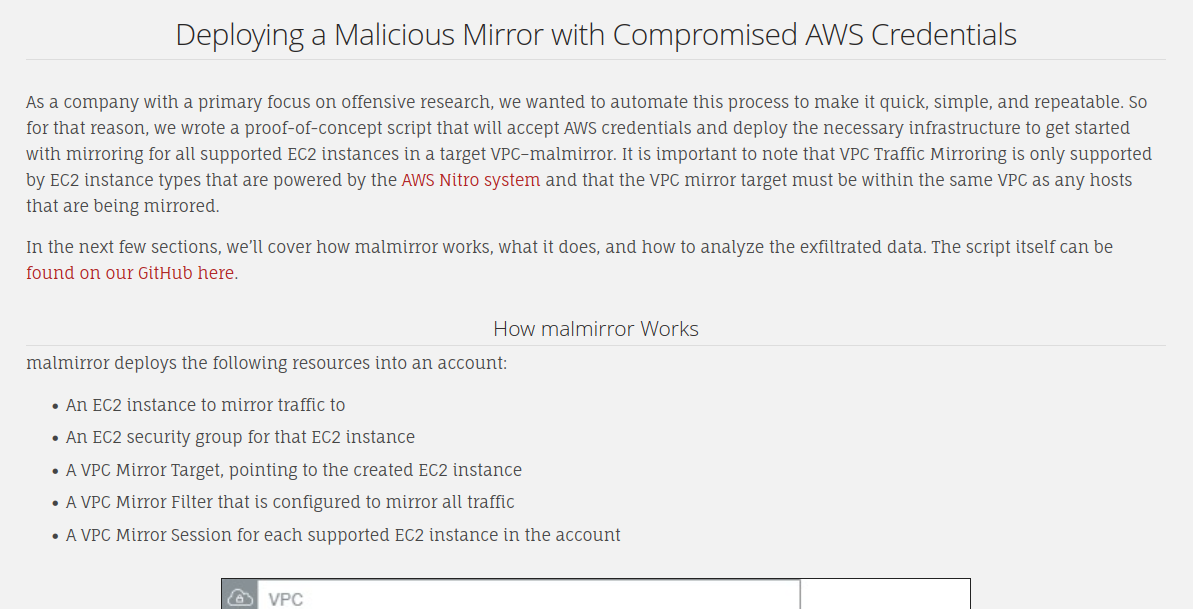 Deploying a Malicious Mirror with Compromised AWS Credentials
As a company with a primary focus on offensive research, we wanted to automate this process to make it quick, simple, and repeatable. So
for that reason, we wrote a proof-of-concept script that will accept AWS credentials and deploy the necessary infrastructure to get started
with mirroring for all supported EC2 instances in a target VPC–malmirror. It is important to note that VPC Traffic Mirroring is only supported
by EC2 instance types that are powered by the AWS Nitro system and that the VPC mirror target must be within the same VPC as any hosts
that are being mirrored.
In the next few sections, we’ll cover how malmirror works, what it does, and how to analyze the exfiltrated data. The script itself can be
found on our GitHub here.
How malmirror Works
malmirror deploys the following resources into an account:
• An EC2 instance to mirror traffic to
• An EC2 security group for that EC2 instance
• A VPC Mirror Target, pointing to the created EC2 instance
• A VPC Mirror Filter that is configured to mirror all traffic
• A VPC Mirror Session for each supported EC2 instance in the account
VPC